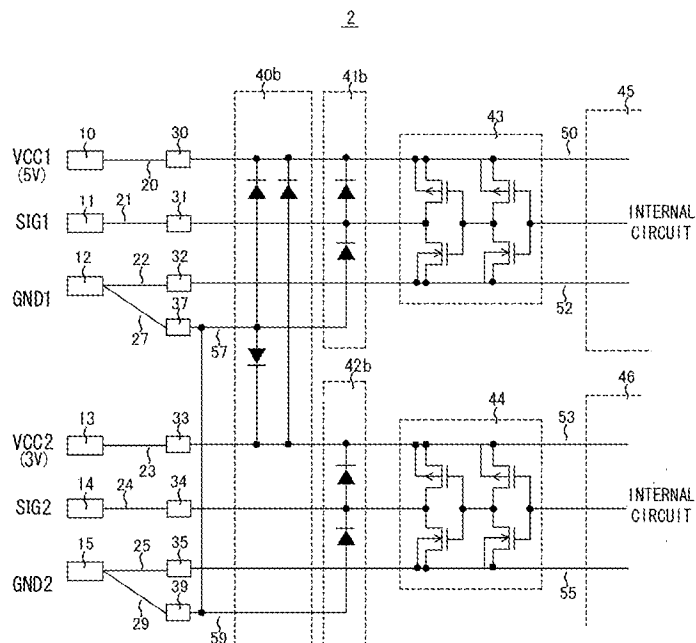 2
40b
41b
45
10
30
43
50
VCC1
(5V)
20
11
21
31
SIG1
INTERNAL
CIRCUIT
12
22
32
GND1
37
27
57
52
42b
46
13
33
44
53
VCC2
(3V)
23
14
24
34
SIG2
INTERNAL
CIRCUIT
15
25
35
GND2
39
29
59
55